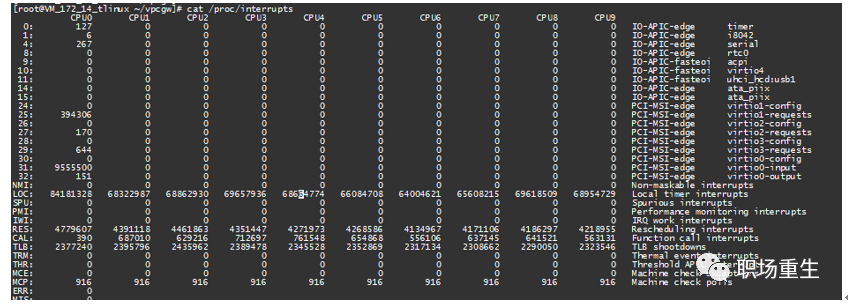 [root@VM_172_14_tlinux ~/vpcgw]# cat /proc/interrupts
CPU0 CPU1 CPU2 CPU3 CPU4 CPU5 CPU6 CPU7 CPU8 CPU9
0: 127 0 0 0 0 0 0 0 0 0 IO-APIC-edge timer
1: 6 0 0 0 0 0 0 0 0 0 IO-APIC-edge i8042
4: 267 0 0 0 0 0 0 0 0 0 IO-APIC-edge serial
8: 0 0 0 0 0 0 0 0 0 0 IO-APIC-edge rtc0
9: 0 0 0 0 0 0 0 0 0 0 IO-APIC-fasteoi acpi
10: 0 0 0 0 0 0 0 0 0 0 IO-APIC-fasteoi virtio4
11: 0 0 0 0 0 0 0 0 0 0 IO-APIC-fasteoi uhci_hcd:usb1
14: 0 0 0 0 0 0 0 0 0 0 IO-APIC-edge ata_piix
15: 0 0 0 0 0 0 0 0 0 0 IO-APIC-edge ata_piix
24: 0 0 0 0 0 0 0 0 0 0 PCI-MSI-edge virtio1-config
25: 394306 0 0 0 0 0 0 0 0 0 PCI-MSI-edge virtio1-requests
26: 0 0 0 0 0 0 0 0 0 0 PCI-MSI-edge virtio2-config
27: 170 0 0 0 0 0 0 0 0 0 PCI-MSI-edge virtio2-requests
28: 0 0 0 0 0 0 0 0 0 0 PCI-MSI-edge virtio3-config
29: 644 0 0 0 0 0 0 0 0 0 PCI-MSI-edge virtio3-requests
30: 0 0 0 0 0 0 0 0 0 0 PCI-MSI-edge virtio0-config
31: 9555500 0 0 0 0 0 0 0 0 0 PCI-MSI-edge virtio0-input
32: 151 0 0 0 0 0 0 0 0 0 PCI-MSI-edge virtio0-output
NMI: 0 0 0 0 0 0 0 0 0 0 Non-maskable interrupts
LOC: 84181328 68322987 68862930 69657936 66084708 64004621 65608215 69618509 68954729 Local timer interrupts
SPU: 0 0 0 0 0 0 0 0 0 0 Spurious interrupts
PMI: 0 0 0 0 0 0 0 0 0 0 Performance monitoring interrupts
IWI: 0 0 0 0 0 0 0 0 0 0 IRQ work interrupts
RES: 4779607 4391118 4461863 4351447 4271973 4268586 4134967 4171106 4186297 4218955 Rescheduling interrupts
CAL: 390 687010 629216 712697 761548 654868 556106 637145 641521 563131 Function call interrupts
TLB: 2377240 2395796 2435962 2389478 2345528 2352869 2317134 2308662 2290050 2323546 TLB shootdowns
TRM: 0 0 0 0 0 0 0 0 0 0 Thermal event interrupts
THR: 0 0 0 0 0 0 0 0 0 0 Threshold
MCE: 0 0 0 0 0 0 0 0 0 0 Machine check
MCP: 916 916 916 916 916 916 916 916 916 916 Machine check polls
ERR: 0
MIS: 0
职场重生